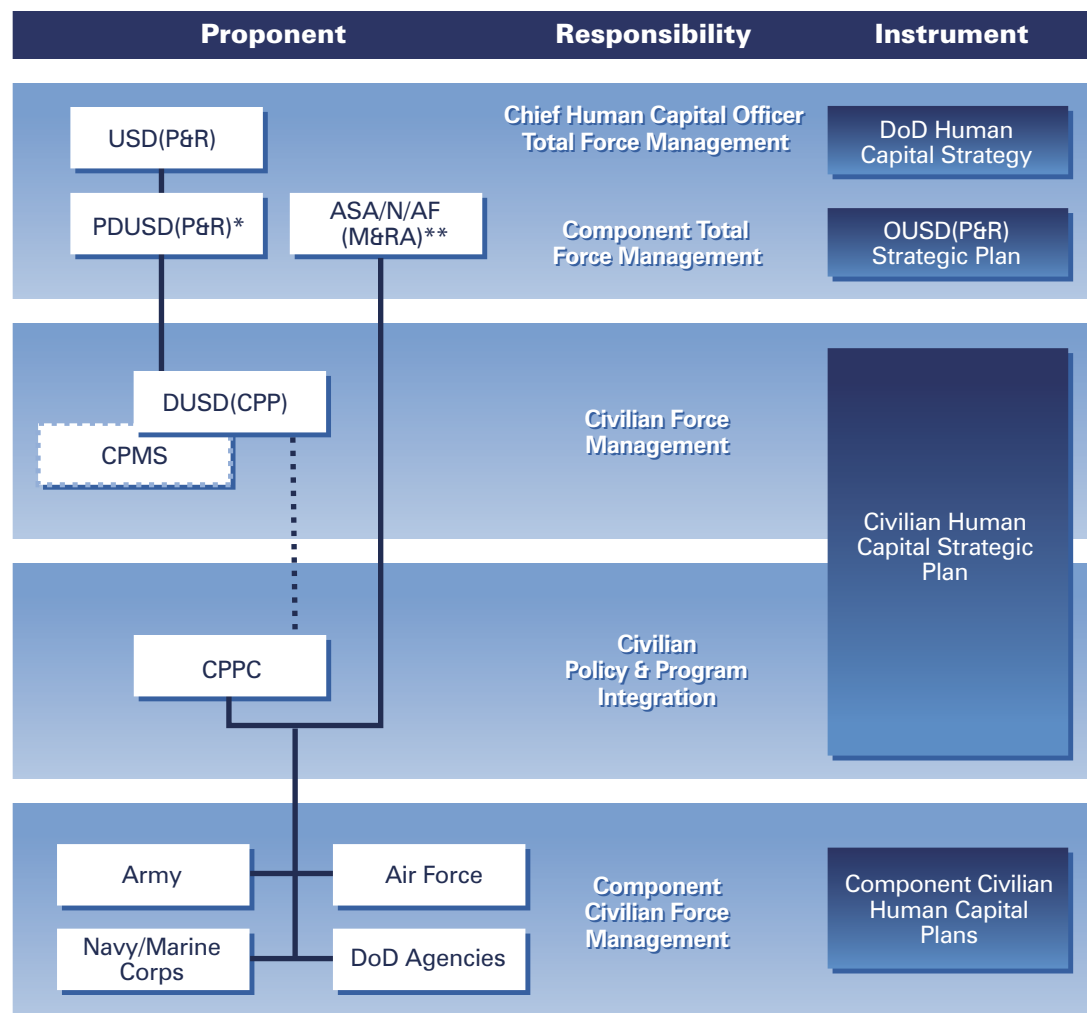 Proponent
Responsibility
Instrument
USD(P&R)
Chief Human Capital Officer
Total Force Management
DoD Human
Capital Strategy
PDUSD(P&R)*
ASA/N/AF
(M&RA)**
Component Total
Force Management
OUSD(P&R)
Strategic Plan
DUSD(CPP)
CPMS
Civilian Force
Management
Civilian Human
Capital Strategic
Plan
CPPC
Civilian
Policy & Program
Integration
Army
Air Force
Navy/Marine
Corps
DoD Agencies
Component
Civilian Force
Management
Component Civilian
Human Capital
Plans